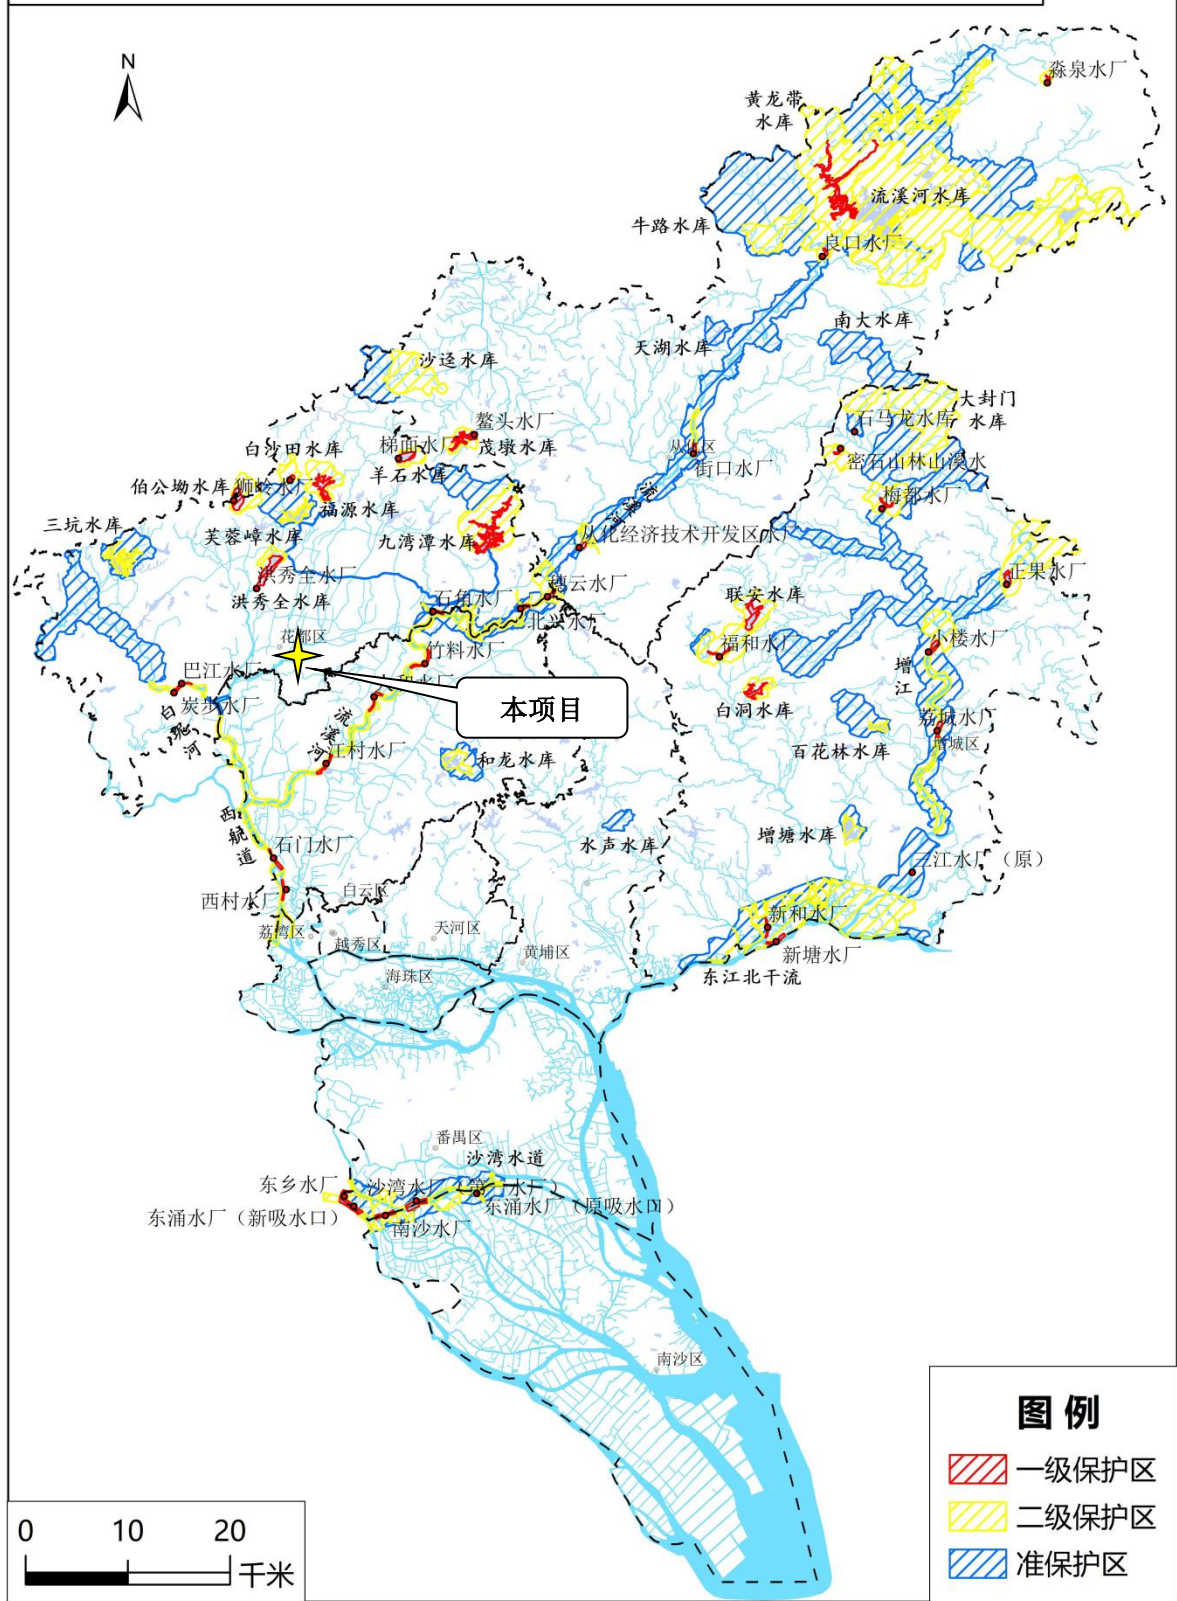 N
淼泉水厂
黄龙带
水库
流溪河水库
牛路水库
良口水厂
南大水库
天湖水库
沙迳水库
大封门
水库
石马龙水库
鳌头水厂
梯面水厂
茂墩水库
从化区
街口水厂
密石山林山溪水
白沙田水库
羊石水库
伯公坳水库
狮岭水厂
福源水库
梅都水厂
流溪河
三坑水库
芙蓉嶂水库
九湾潭水库
从化经济技术开发区水厂
洪秀全水厂
洪秀全水库
穗云水厂
正果水厂
联安水库
石角水厂
北兴水厂
花都区
竹料水厂
福和水厂
小楼水厂
巴江水厂
增江
炭步水厂
本项目
白洞水库
白坭河
流溪河
荔城水厂
增城区
江村水厂
和龙水库
百花林水库
西航道
石门水厂
水声水库
增塘水库
三江水厂（原）
西村水厂
白云区
新和水厂
荔湾区
越秀区
天河区
黄埔区
新塘水厂
海珠区
东江北干流
番禺区
沙湾水道
东乡水厂
沙湾水厂（第一水厂）
东涌水厂（原吸水口）
东涌水厂（新吸水口）
南沙水厂
南沙区
图 例
一级保护区
二级保护区
准保护区
0 10 20
千米